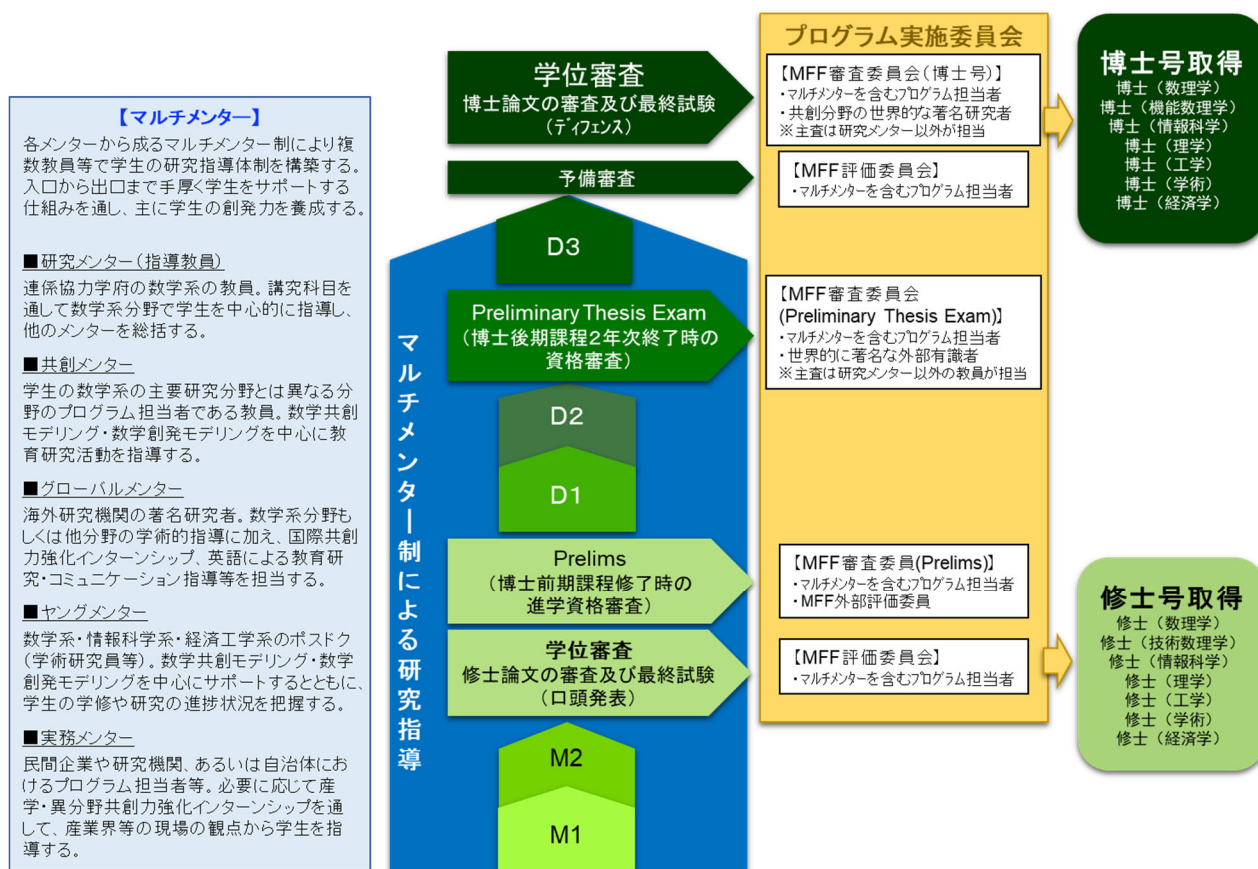 【マルチメンター】
各メンターから成るマルチメンター制により複
数教員等で学生の研究指導体制を構築する。
入口から出口まで手厚く学生をサポートする
仕組みを通し、主に学生の創発力を養成する。
■研究メンター(指導教員)
連係協力学府の数学系の教員。講究科目を
通して数学系分野で学生を中心的に指導し、
他のメンターを総括する。
■共創メンター
学生の数学系の主要研究分野とは異なる分
野のプログラム担当者である教員。数学共創
モデリング・数学創発モデリングを中心に教
育研究活動を指導する。
■グローバルメンター
海外研究機関の著名研究者。数学系分野も
しくは他分野の学術的指導に加え、国際共創
力強化インターンシップ、英語による教育研
究・コミュニケーション指導等を担当する。
■ヤングメンター
数学系・情報科学系・経済工学系のポスドク
(学術研究員等)。数学共創モデリング・数学
創発モデリングを中心にサポートするとともに、
学生の学修や研究の進捗状況を把握する。
■実務メンター
民間企業や研究機関、あるいは自治体にお
けるプログラム担当者等。必要に応じて産
学・異分野共創力強化インターンシップを通
して、産業界等の現場の観点から学生を指
導する。
マルチメンター制による研究指導
学位審査
博士論文の審査及び最終試験
(ディフェンス)
予備審査
D3
Preliminary Thesis Exam
(博士後期課程2年次終了時の
資格審査)
D2
D1
Prelims
(博士前期課程修了時の
進学資格審査)
学位審査
修士論文の審査及び最終試験
(口頭発表)
M2
M1
プログラム実施委員会
【MFF審査委員会(博士号)】
・マルチメンターを含むプログラム担当者
・共創分野の世界的な著名研究者
※主査は研究メンター以外が担当
【MFF評価委員会】
・マルチメンターを含むプログラム担当者
【MFF審査委員会
(Preliminary Thesis Exam)】
・マルチメンターを含むプログラム担当者
・世界的に著名な外部有識者
※主査は研究メンター以外の教員が担当
【MFF審査委員(Prelims)】
・マルチメンターを含むプログラム担当者
・MFF外部評価委員
【MFF評価委員会】
・マルチメンターを含むプログラム担当者
博士号取得
博士(数理学)
博士(機能数理学)
博士(情報科学)
博士(理学)
博士(工学)
博士(学術)
博士(経済学)
修士号取得
修士(数理学)
修士(技術数理学)
修士(情報科学)
修士(理学)
修士(工学)
修士(学術)
修士(経済学)